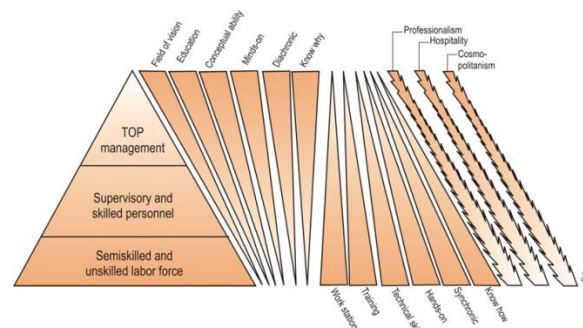 Field of vision
Education
Conceptual ability
Minds-on
Diachronic
Know why
Professionalism
Hospitality
Cosmo-
politanism
TOP
management
Supervisory and
skilled personnel
Semiskilled and
unskilled labor force
Work station
Training
Technical
Hands-on
Synchronic
Know how